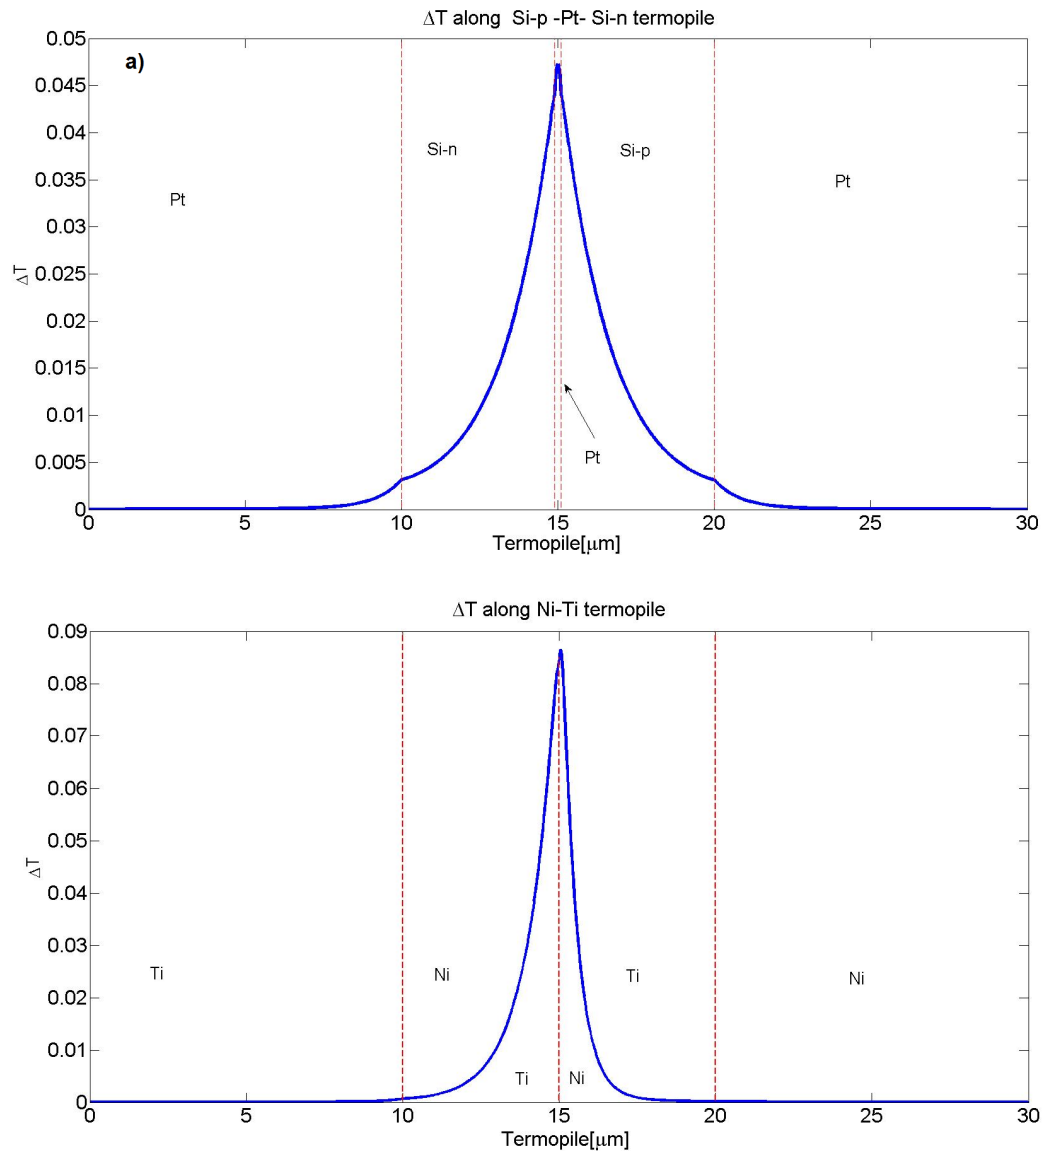 ΔT along Si-p -Pt- Si-n termopile
0.05
a)
0.045
0.04
Si-n
Si-p
0.035
Pt
Pt
0.03
ΔT
0.025
0.02
0.015
0.01
Pt
0.005
0
0 5 10 15 20 25 30
Termopile[μm]
ΔT along Ni-Ti termopile
0.09
0.08
0.07
0.06
0.05
ΔT
0.04
0.03
Ti Ni Ti Ni
0.02
0.01
Ti Ni
0
0 5 10 15 20 25 30
Termopile[μm]